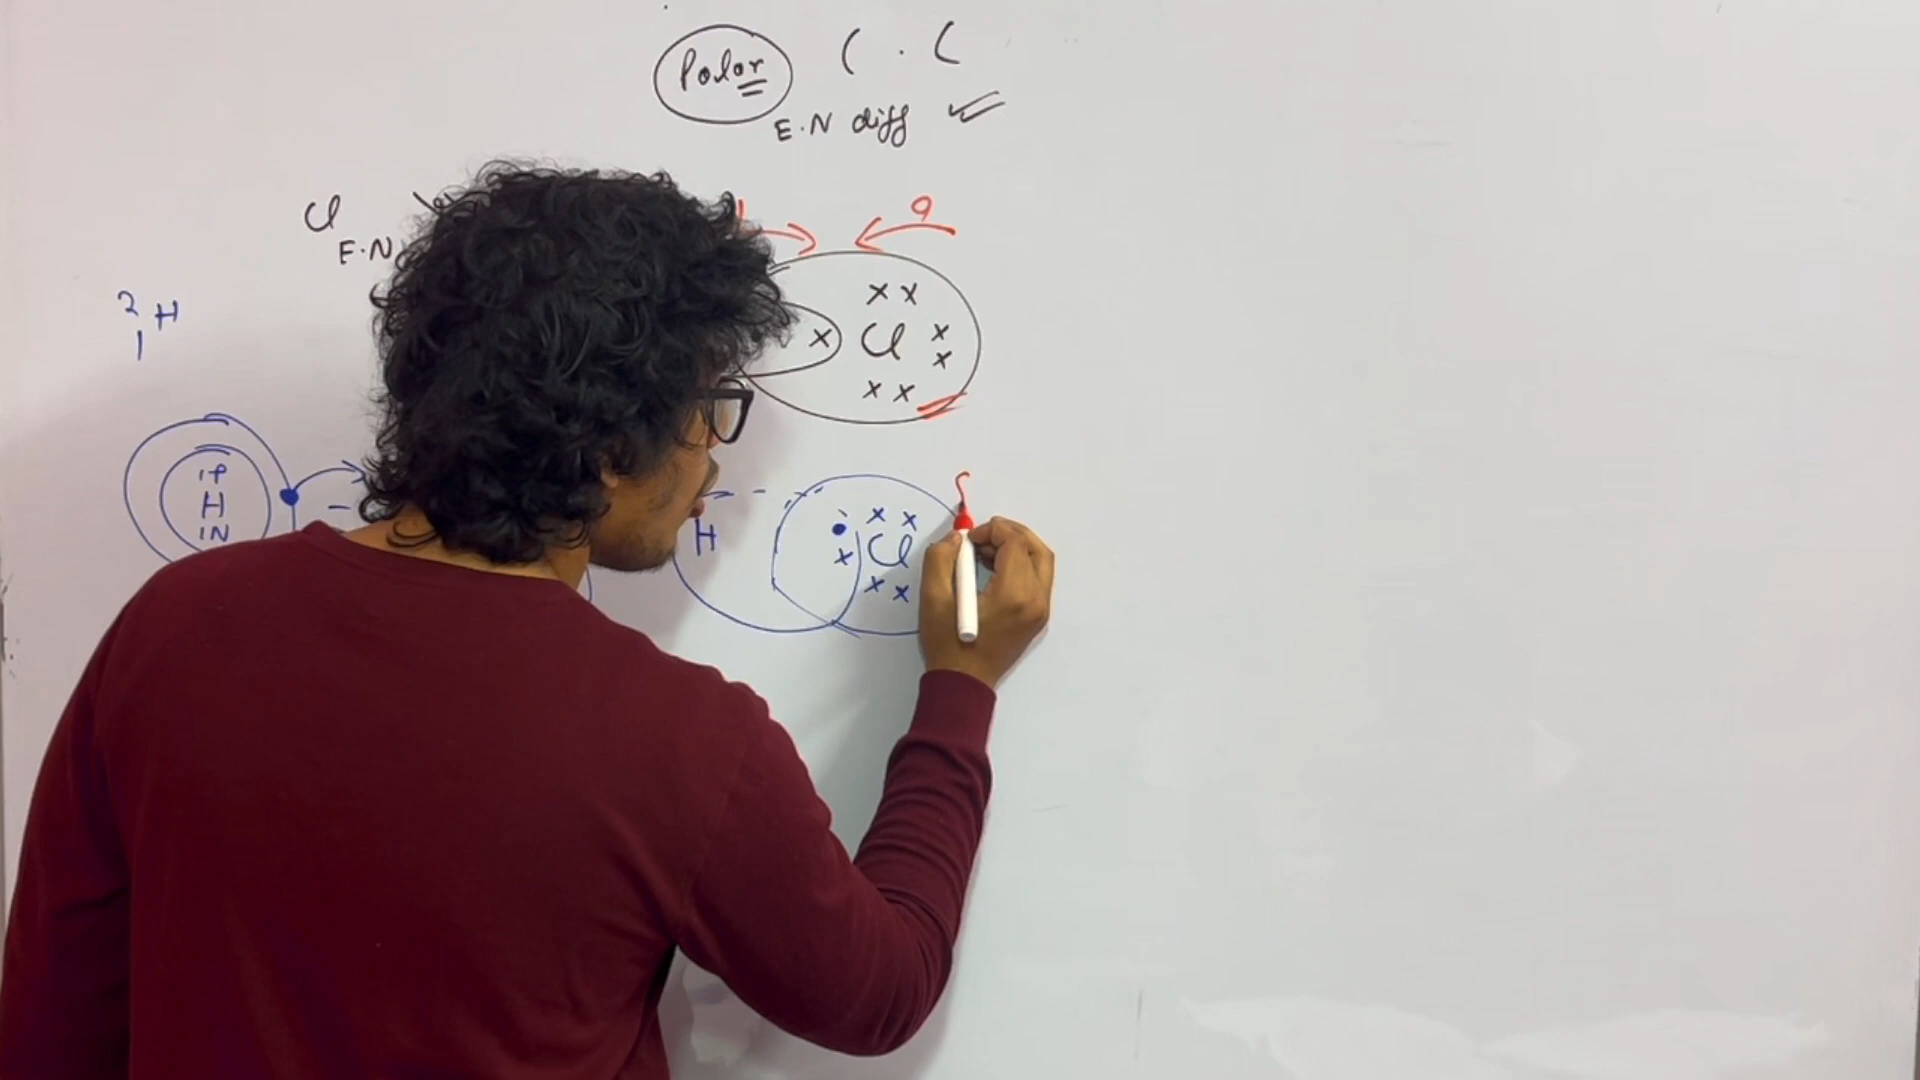 Polar ( . C
E.N diff
Cl
E.N
9
2
1 H
x x
x Cl x
x
x x
1P
H
1N
H
x x
x Cl
x x